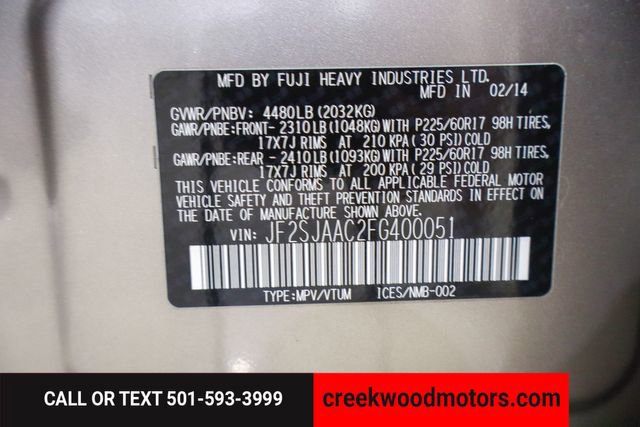 MFD BY FUJI HEAVY INDUSTRIES LTD.
MFD IN 02/14
GVWR/PNBV: 4480LB (2032KG)
GAWR/PNBE:FRONT-2310LB (1048KG) WITH P225/60R17 98H TIRES,
17X7J RIMS AT 210 KPA (30 PSI) COLD
GAWR/PNBE:REAR -2410LB (1093KG) WITH P225/60R17 98H TIRES,
17X7J RIMS AT 200 KPA (29 PSI) COLD
THIS VEHICLE CONFORMS TO ALL APPLICABLE FEDERAL MOTOR
VEHICLE SAFETY AND THEFT PREVENTION STANDARDS IN EFFECT ON
THE DATE OF MANUFACTURE SHOWN ABOVE.
VIN: JF2SJAAC2FG400051
TYPE:MPV/VTUM ICES/NMB-002
CALL OR TEXT 501-593-3999 creekwoodmotors.com